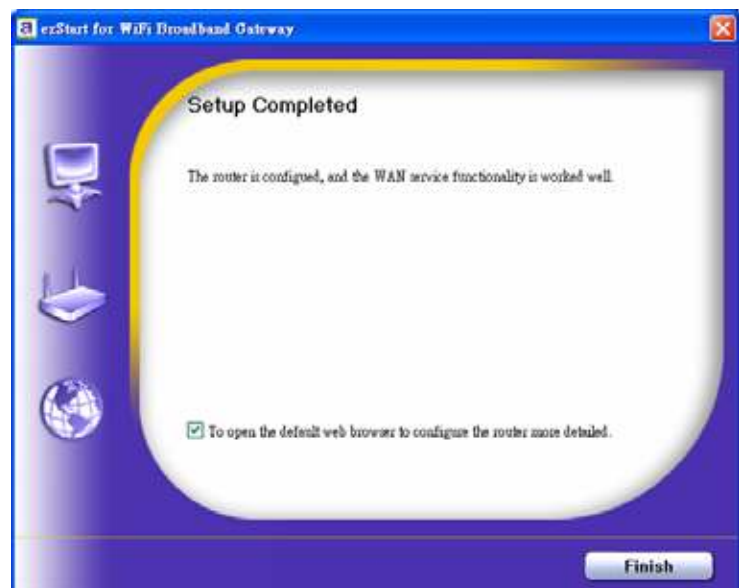 a ezStart for WiFi Broadband Gateway
Setup Completed
The router is configued, and the WAN service functionality is worked well.
To open the default web browser to configure the router more detailed.
Finish